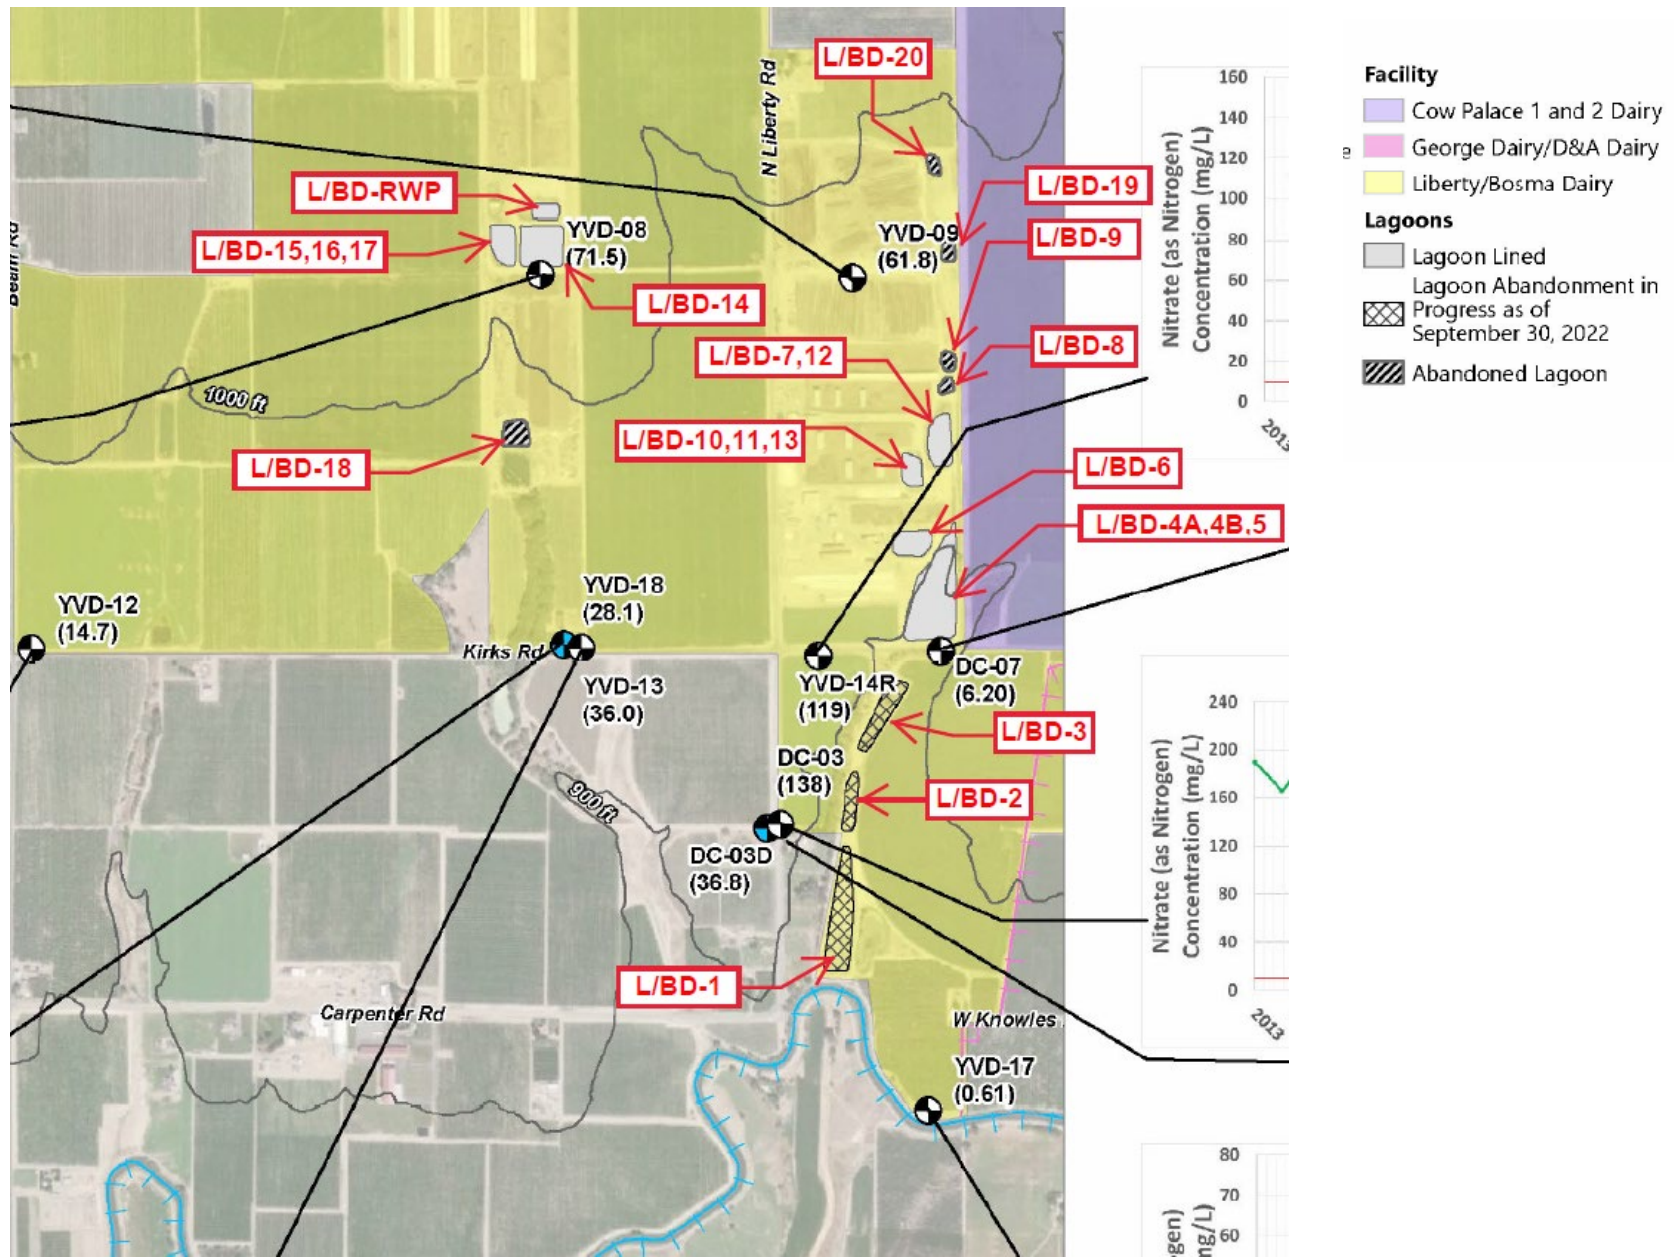 L/BD-20
N Liberty Rd
L/BD-RWP
L/BD-15,16,17
YVD-08
(71.5)
L/BD-14
YVD-09
(61.8)
L/BD-19
L/BD-9
L/BD-8
L/BD-7,12
1000 ft
L/BD-10,11,13
L/BD-18
L/BD-6
L/BD-4A,4B,5
YVD-12
(14.7)
YVD-18
(28.1)
Kirks Rd
YVD-13
(36.0)
YVD-14R
(119)
DC-07
(6.20)
L/BD-3
DC-03
(138)
L/BD-2
900 ft
DC-03D
(36.8)
L/BD-1
Carpenter Rd
W Knowles
YVD-17
(0.61)
Nitrate (as Nitrogen)
Concentration (mg/L)
160
140
120
100
80
60
40
20
0
2013
Nitrate (as Nitrogen)
Concentration (mg/L)
240
200
160
120
80
40
0
2013
80
70
60
gen)
mg/L)
e
Facility
Cow Palace 1 and 2 Dairy
George Dairy/D&A Dairy
Liberty/Bosma Dairy
Lagoons
Lagoon Lined
Lagoon Abandonment in
Progress as of
September 30, 2022
Abandoned Lagoon